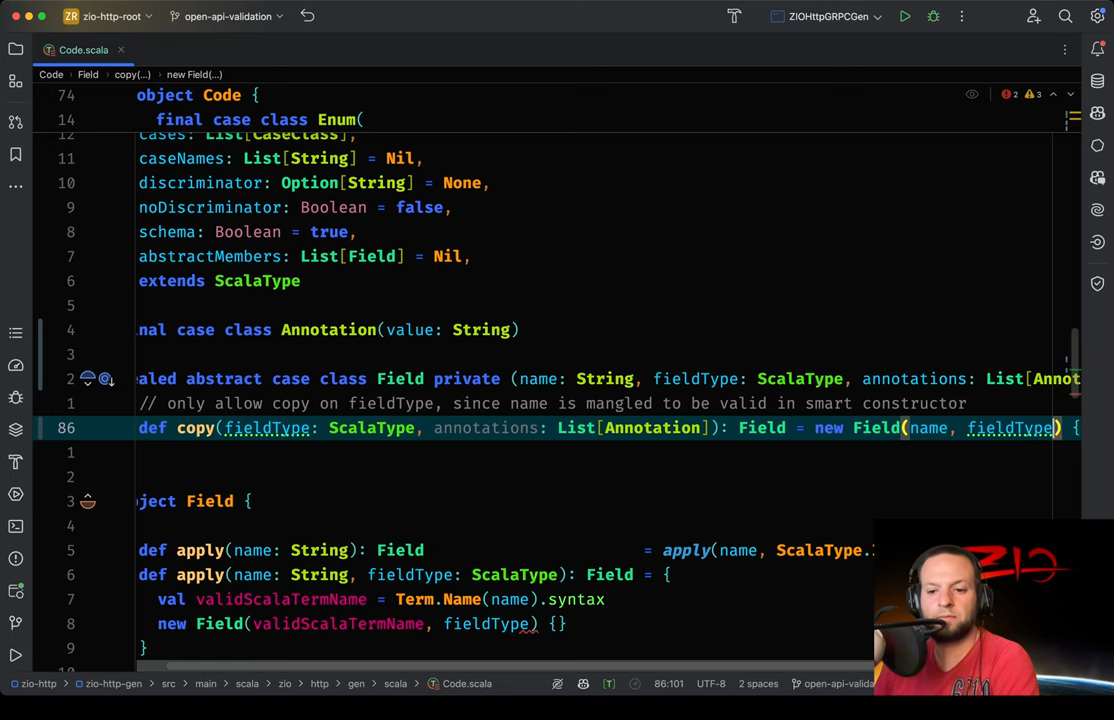 ZR zio-http-root open-api-validation ZIOHttpGRPCGen
Code.scala
Code > Field > copy(...) > new Field(...)
74 object Code { 2 3
14 final case class Enum(
12 cases: List[CaseClass],
11 caseNames: List[String] = Nil,
10 discriminator: Option[String] = None,
9 noDiscriminator: Boolean = false,
8 schema: Boolean = true,
7 abstractMembers: List[Field] = Nil,
6 extends ScalaType
5
4 nal case class Annotation(value: String)
3
2 ealed abstract case class Field private (name: String, fieldType: ScalaType, annotations: List[Annot
1 // only allow copy on fieldType, since name is mangled to be valid in smart constructor
86 def copy(fieldType: ScalaType, annotations: List[Annotation]): Field = new Field(name, fieldType) {
1
2
3 ject Field {
4
5 def apply(name: String): Field = apply(name, ScalaType.
6 def apply(name: String, fieldType: ScalaType): Field = {
7 val validScalaTermName = Term.Name(name).syntax
8 new Field(validScalaTermName, fieldType) {}
9 }
zio-http > zio-http-gen > src > main > scala > zio > http > gen > scala > Code.scala [T] 86:101 UTF-8 2 spaces open-api-valida